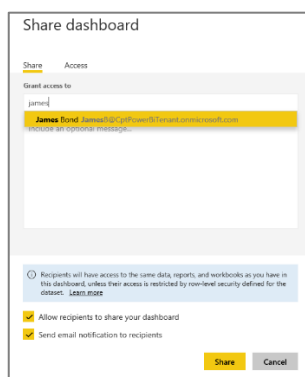 Share dashboard
Share Access
Grant access to
james
James Bond JamesB@CptPowerBiTenant.onmicrosoft.com
Include an optional message...
Recipients will have access to the same data, reports, and workbooks as you have in
this dashboard, unless their access is restricted by row-level security defined for the
dataset. Learn more
Allow recipients to share your dashboard
Send email notification to recipients
Share Cancel